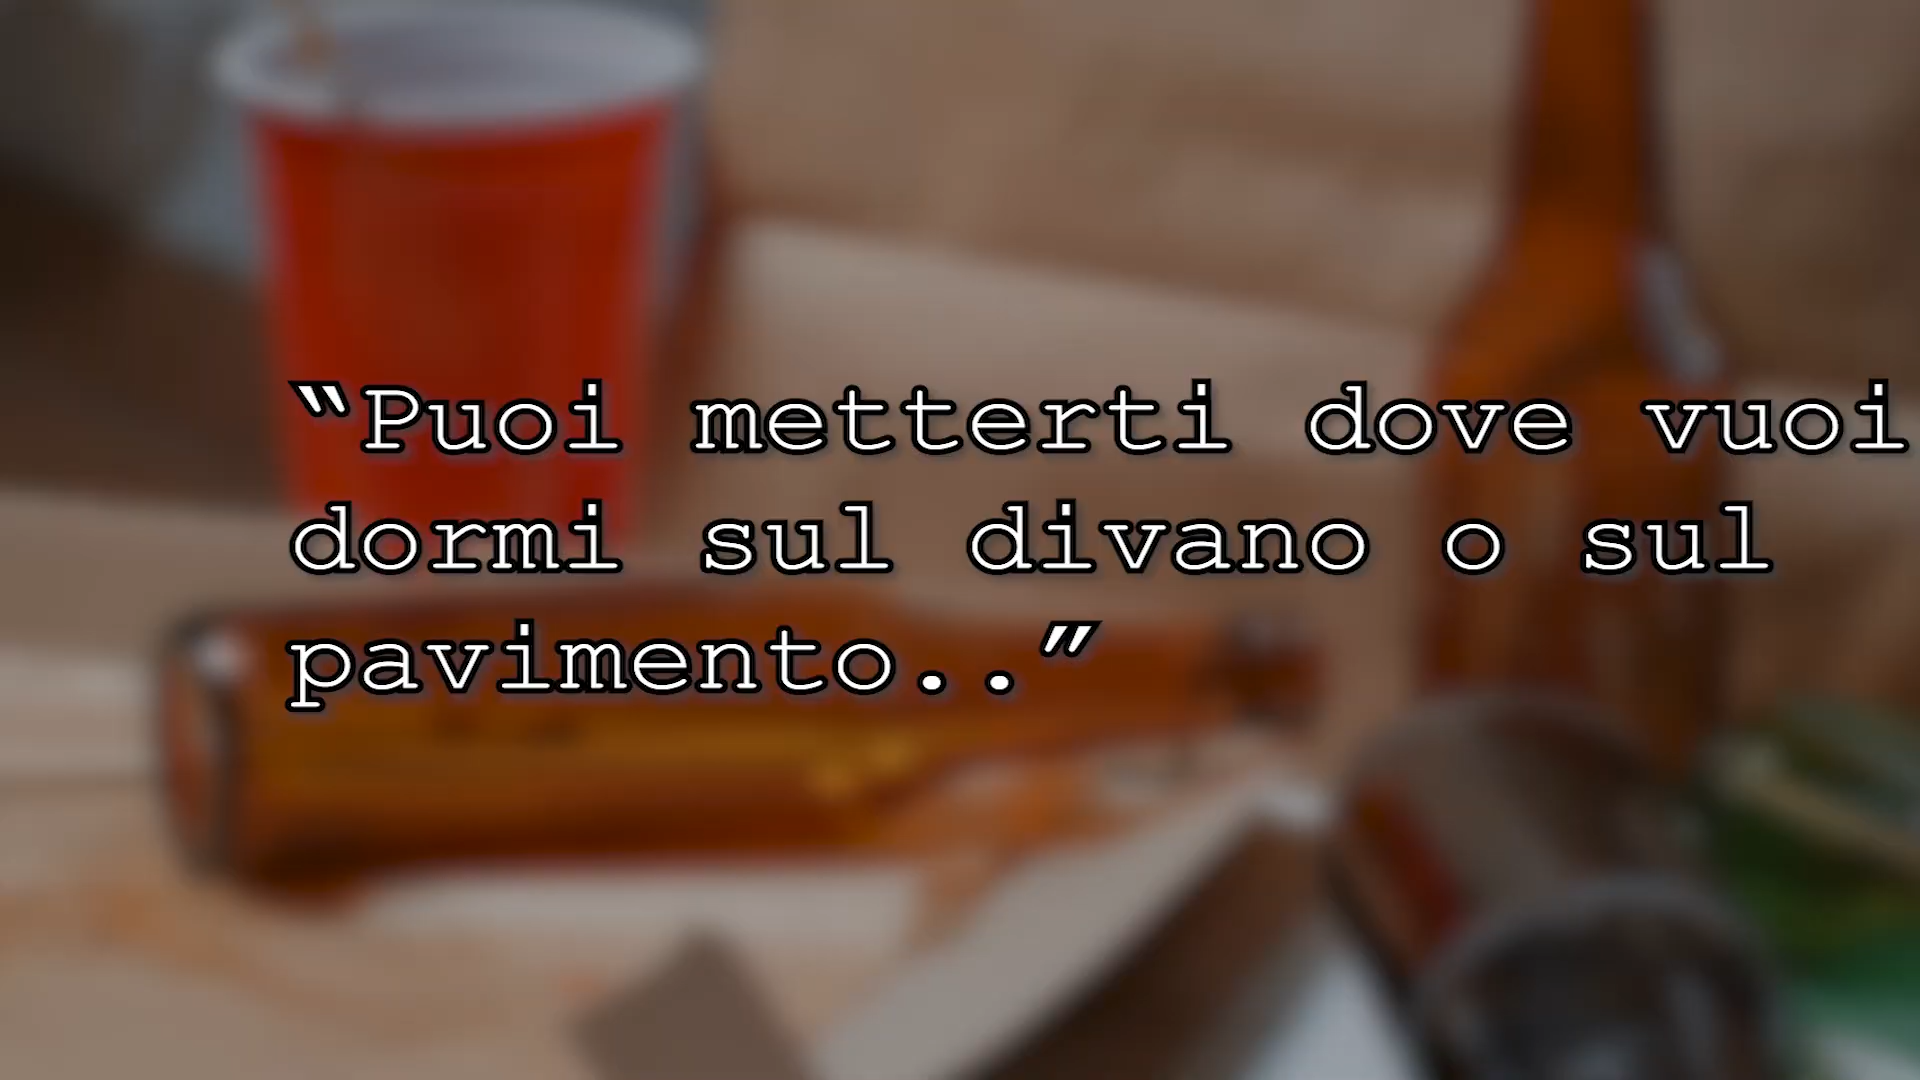 “Puoi metterti dove vuoi
dormi sul divano o sul
pavimento..”